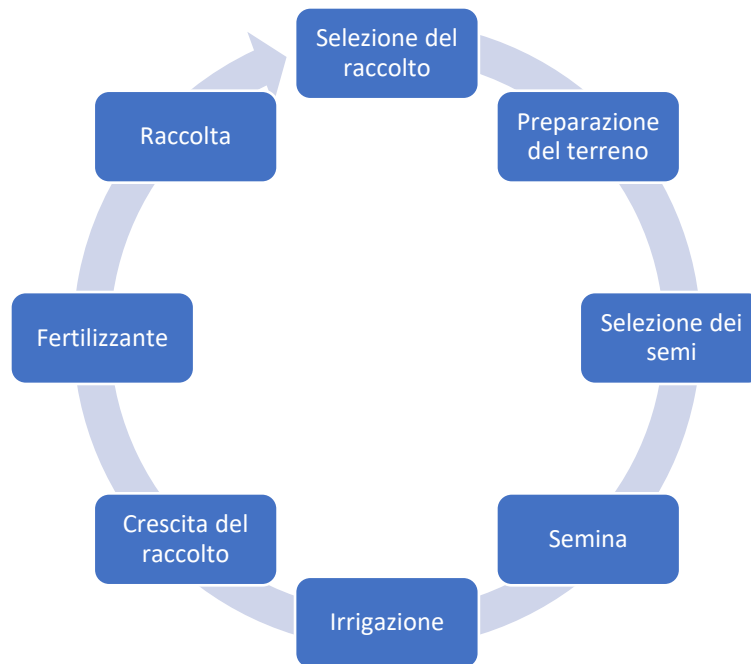 Selezione del
raccolto
Preparazione
del terreno
Selezione dei
semi
Semina
Irrigazione
Crescita del
raccolto
Fertilizzante
Raccolta